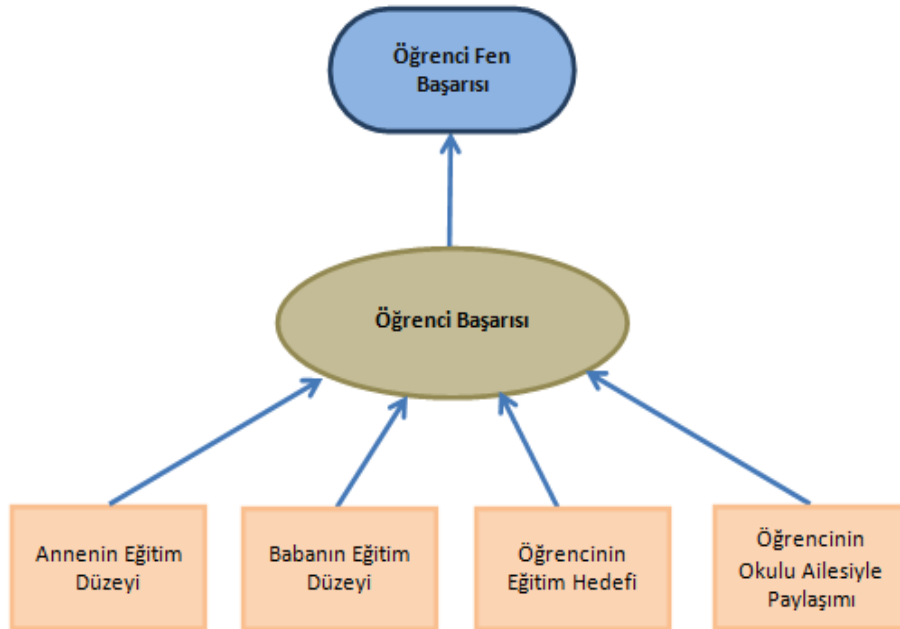 Öğrenci Fen
Başarısı
Öğrenci Başarısı
Annenin Eğitim
Düzeyi
Babanın Eğitim
Düzeyi
Öğrencinin
Eğitim Hedefi
Öğrencinin
Okulu Ailesiyle
Paylaşımı